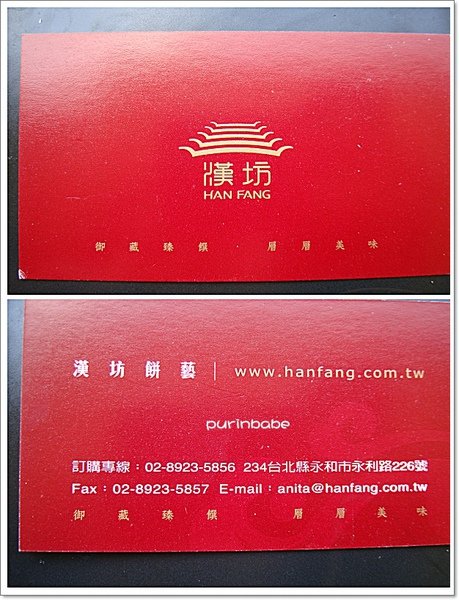 漢坊
HAN FANG
御藏臻饌・層層美味
漢坊餅藝 | www.hanfang.com.tw
purinbabe
訂購專線：02-8923-5856 234台北縣永和市永利路226號
Fax：02-8923-5857 E-mail：anita@hanfang.com.tw
御藏臻饌・層層美味